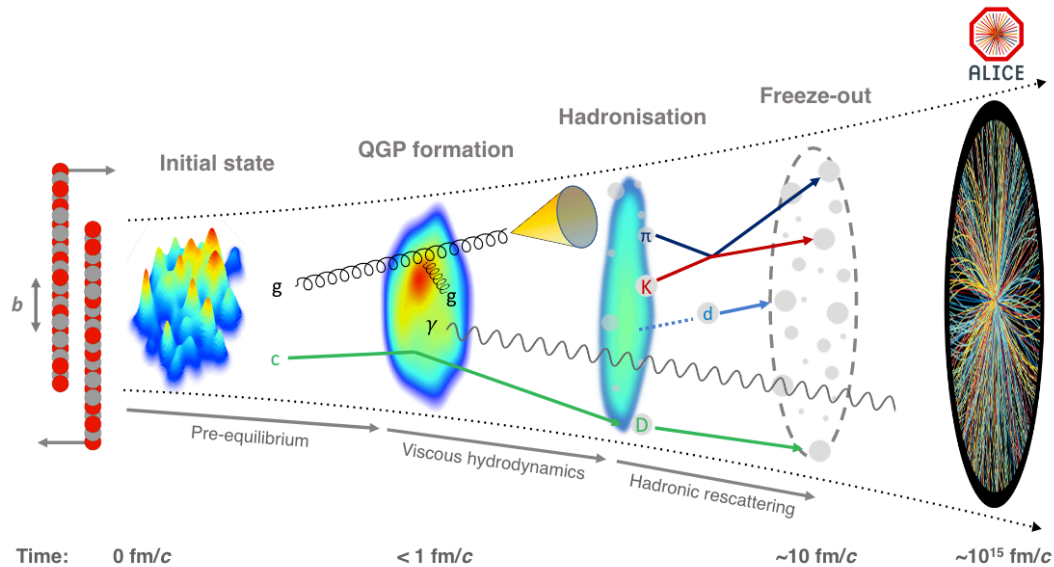 ALICE
Freeze-out
Hadronisation
QGP formation
Initial state
b
g
g
γ
c
π
K
d
D
Pre-equilibrium
Viscous hydrodynamics
Hadronic rescattering
Time: 0 fm/c < 1 fm/c ~10 fm/c ~10¹⁵ fm/c